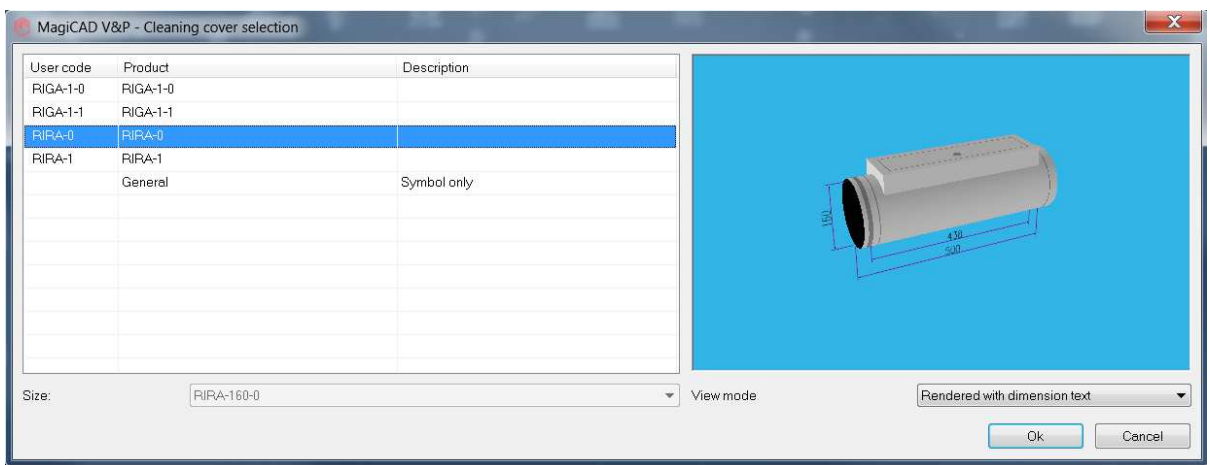 MagiCAD V&P - Cleaning cover selection
User code Product Description
RIGA-1-0 RIGA-1-0
RIGA-1-1 RIGA-1-1
RIRA-0 RIRA-0
RIRA-1 RIRA-1
General Symbol only
160
430
500
Size: RIRA-160-0 View mode Rendered with dimension text
Ok Cancel